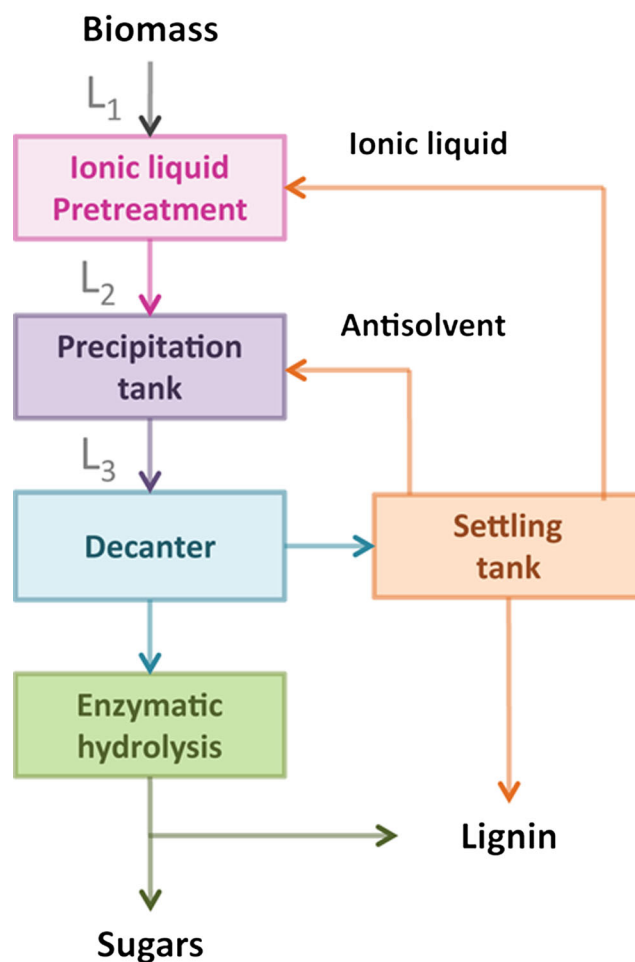 Biomass
L1
Ionic liquid
Ionic liquid
Pretreatment
L2
Antisolvent
Precipitation
tank
L3
Decanter
Settling
tank
Enzymatic
hydrolysis
Lignin
Sugars